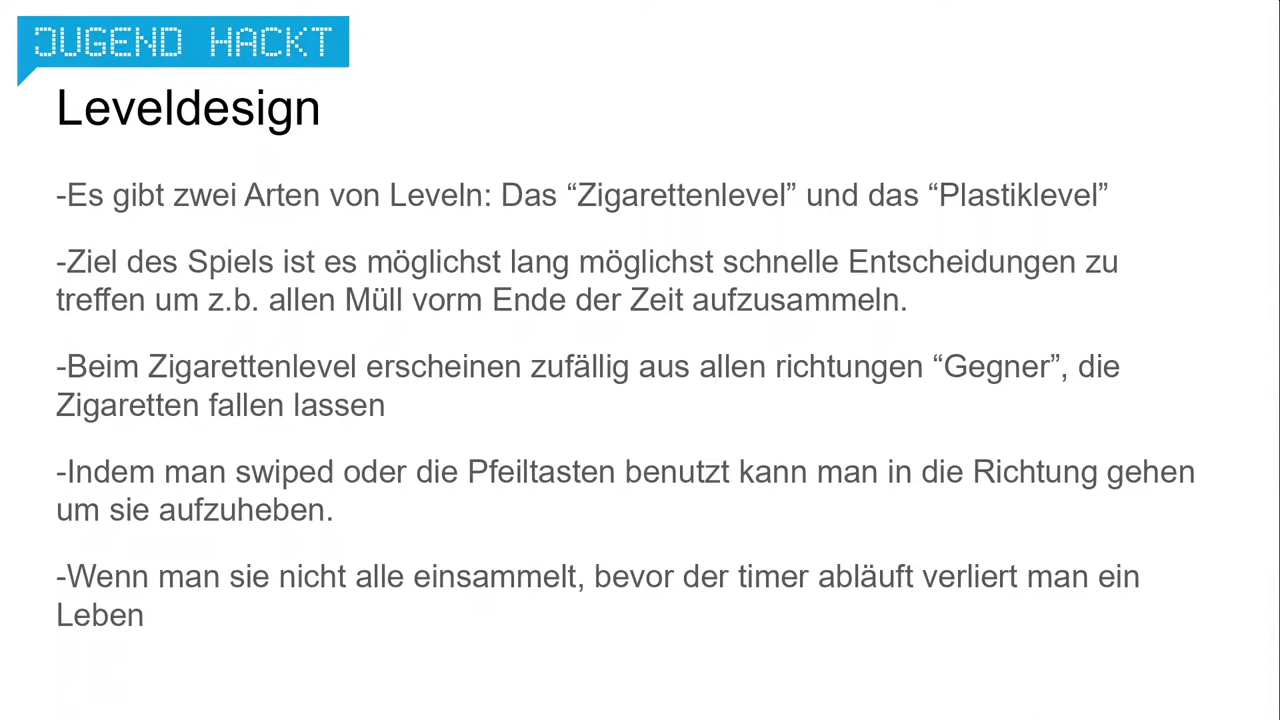 JUGEND HACKT
Leveldesign
-Es gibt zwei Arten von Leveln: Das “Zigarettenlevel” und das “Plastiklevel”
-Ziel des Spiels ist es möglichst lang möglichst schnelle Entscheidungen zu
treffen um z.b. allen Müll vorm Ende der Zeit aufzusammeln.
-Beim Zigarettenlevel erscheinen zufällig aus allen richtungen “Gegner”, die
Zigaretten fallen lassen
-Indem man swiped oder die Pfeiltasten benutzt kann man in die Richtung gehen
um sie aufzuheben.
-Wenn man sie nicht alle einsammelt, bevor der timer abläuft verliert man ein
Leben